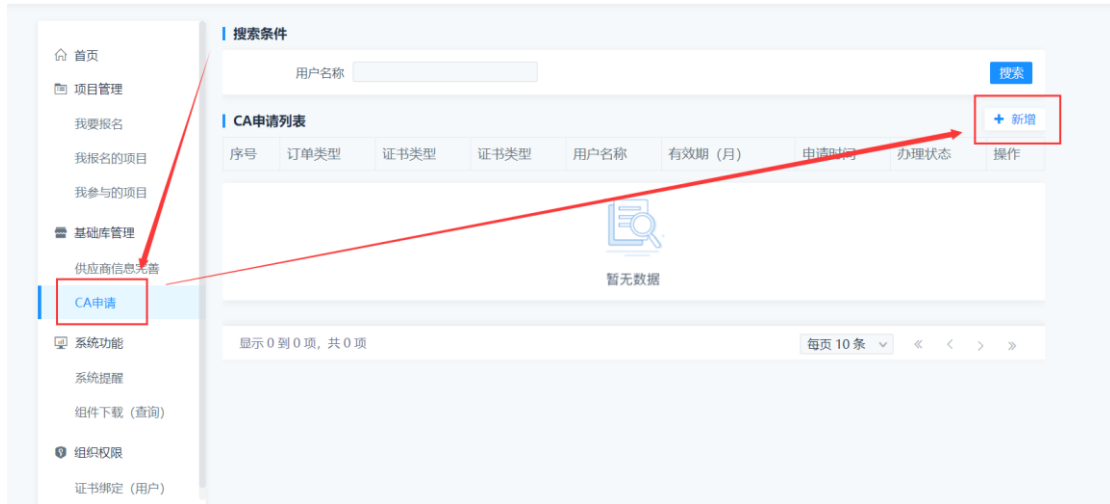 首页
项目管理
我要报名
我报名的项目
我参与的项目
基础库管理
供应商信息完善
CA申请
系统功能
系统提醒
组件下载（查询）
组织权限
证书绑定（用户）
搜索条件
用户名称
搜索
CA申请列表
+ 新增
序号 订单类型 证书类型 证书类型 用户名称 有效期（月） 申请时间 办理状态 操作
暂无数据
显示 0 到 0 项，共 0 项
每页 10 条